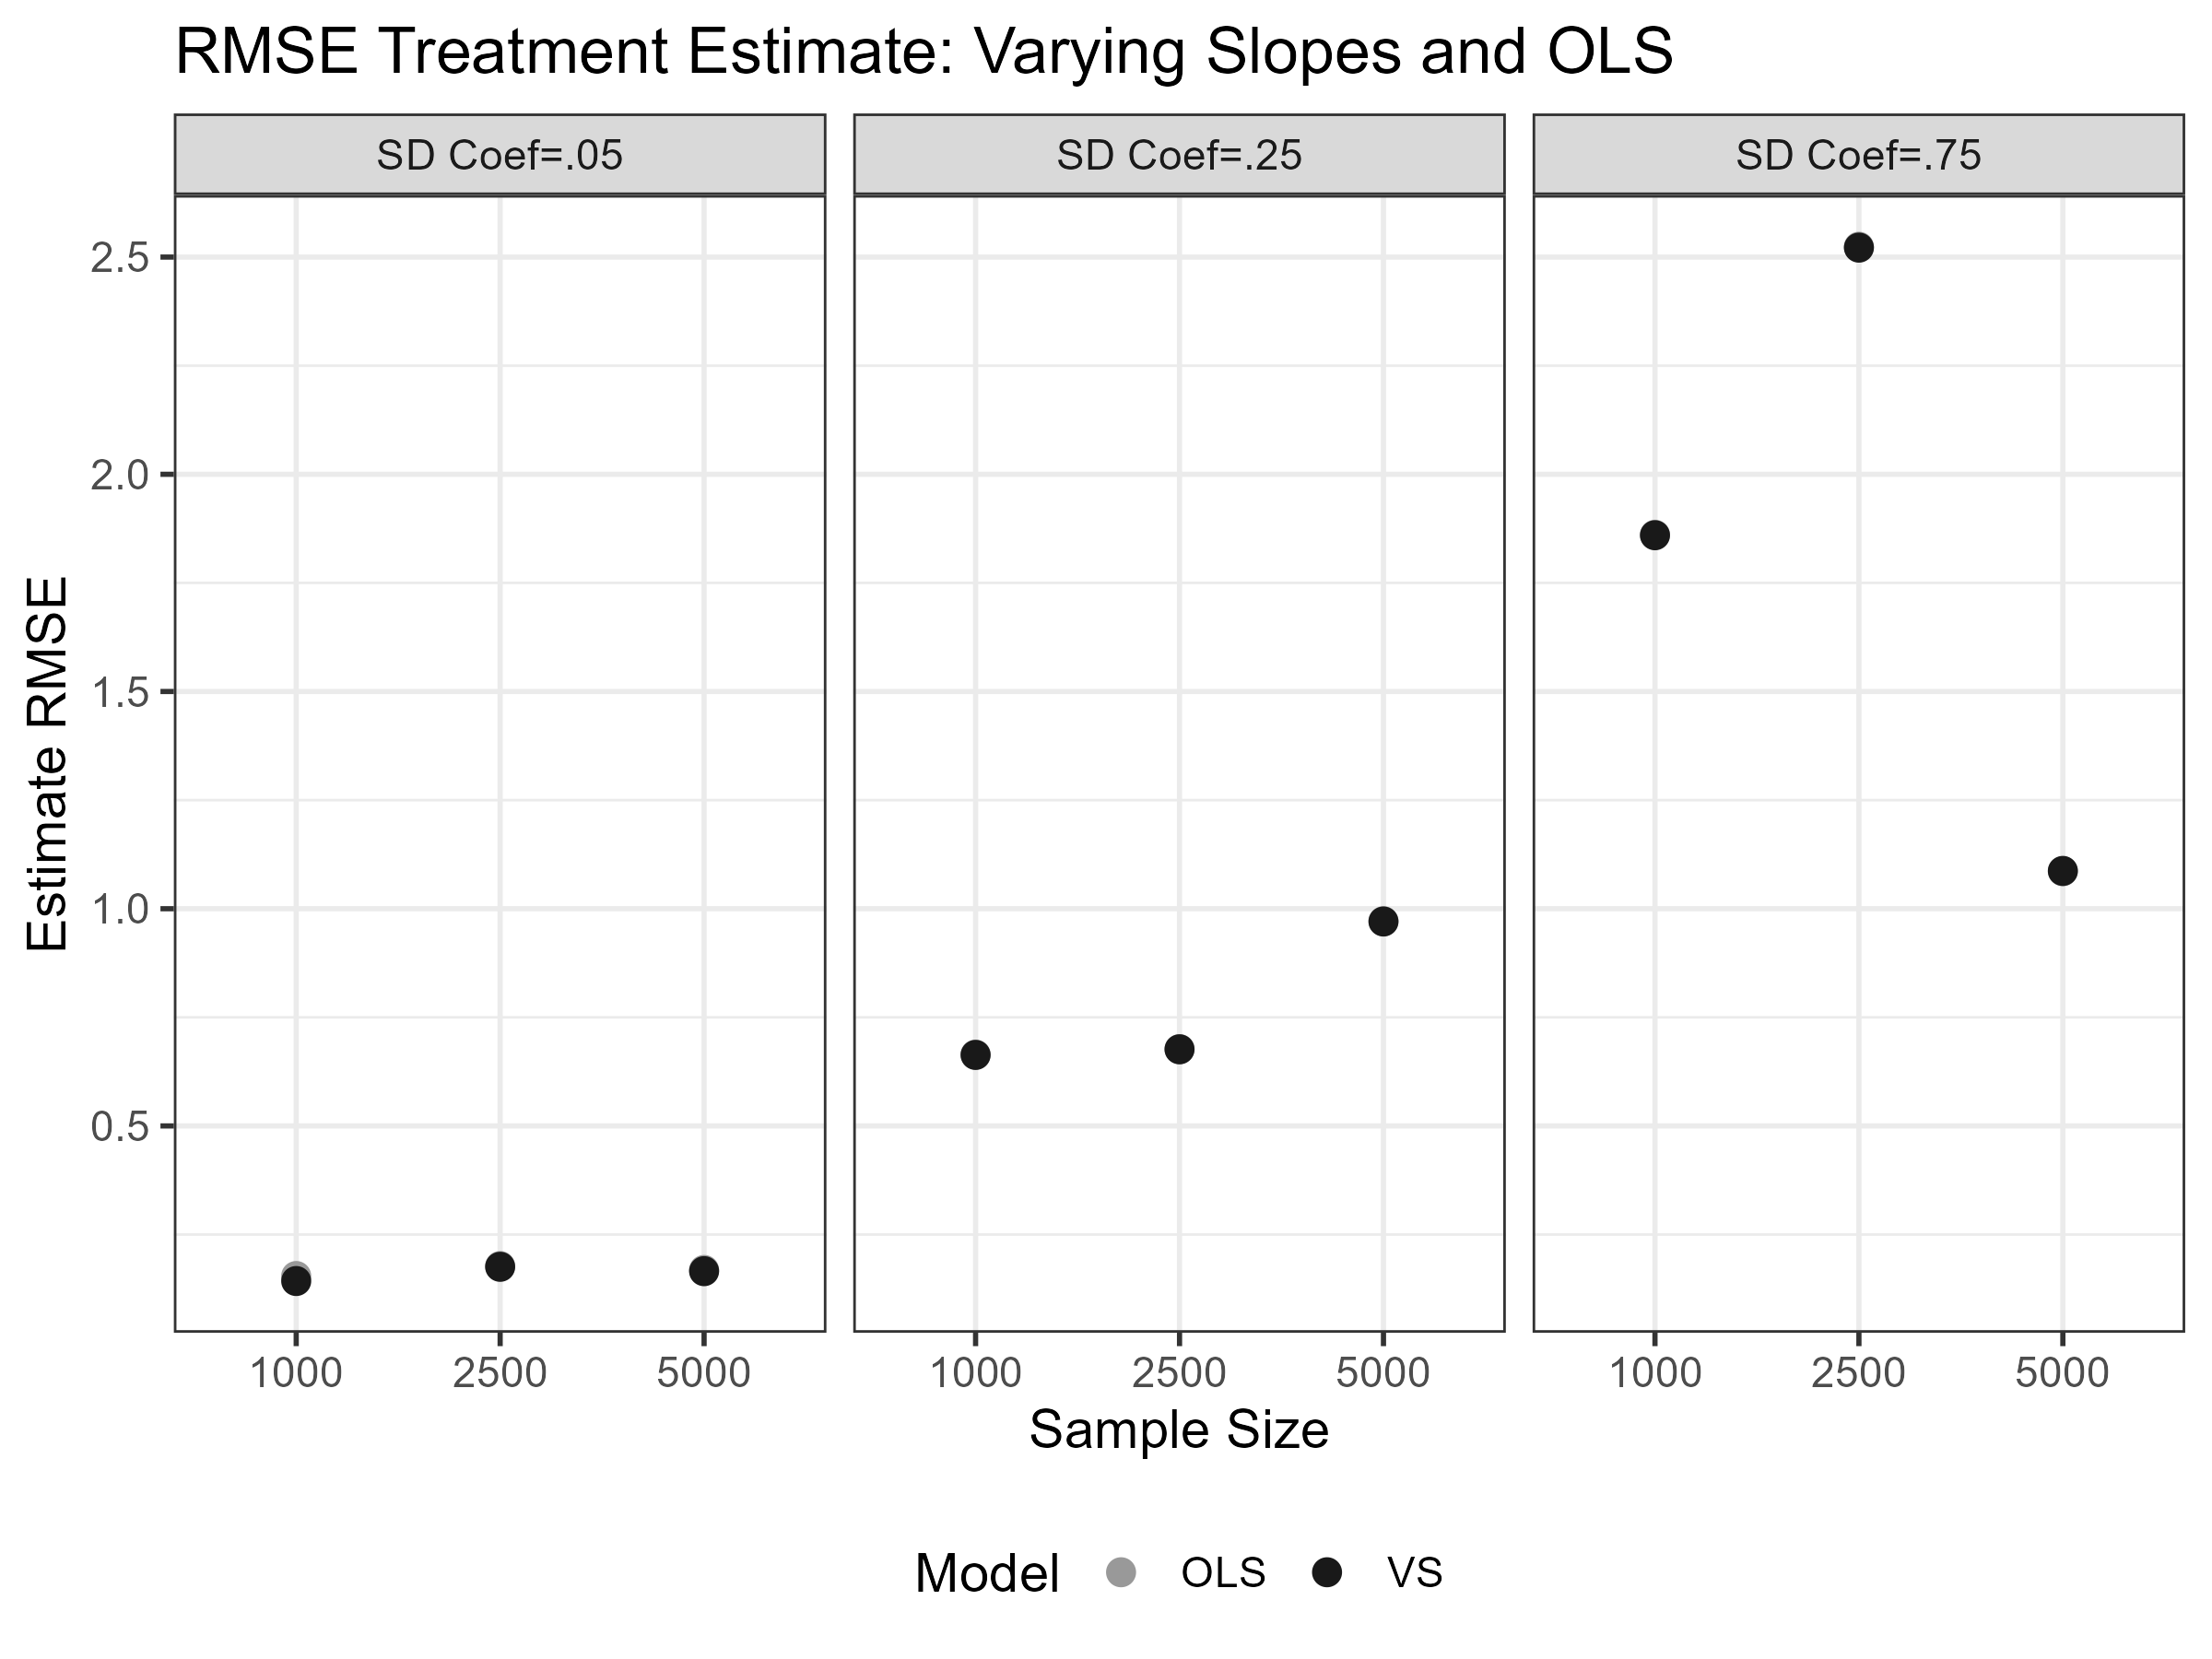 RMSE Treatment Estimate: Varying Slopes and OLS
SD Coef=.05 SD Coef=.25 SD Coef=.75
Estimate RMSE
2.5
2.0
1.5
1.0
0.5
1000 2500 5000 1000 2500 5000 1000 2500 5000
Sample Size
Model OLS VS